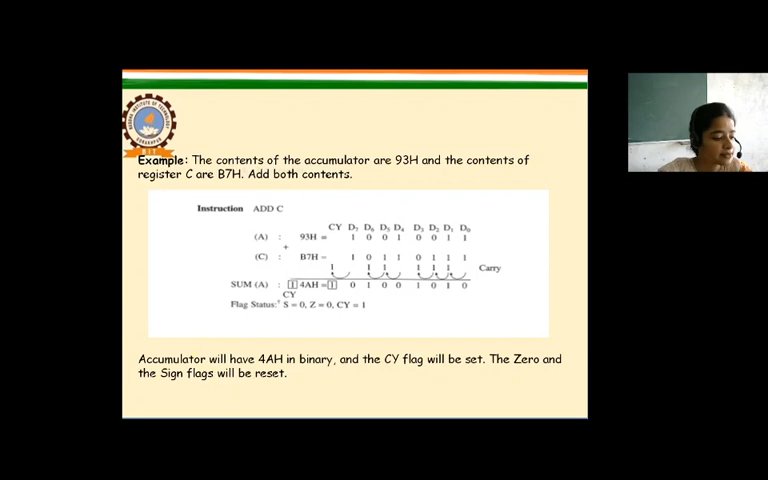 BUDDHA INSTITUTE OF TECHNOLOGY
GORAKHPUR
B I T
Example: The contents of the accumulator are 93H and the contents of
register C are B7H. Add both contents.
Instruction ADD C
CY D7 D6 D5 D4 D3 D2 D1 D0
(A) : 93H = 1 0 0 1 0 0 1 1
+
(C) : B7H = 1 0 1 1 0 1 1 1
1 1 1 1 1 1 Carry
SUM (A) : 1 4AH = 1 0 1 0 0 1 0 1 0
CY
Flag Status:† S = 0, Z = 0, CY = 1
Accumulator will have 4AH in binary, and the CY flag will be set. The Zero and
the Sign flags will be reset.